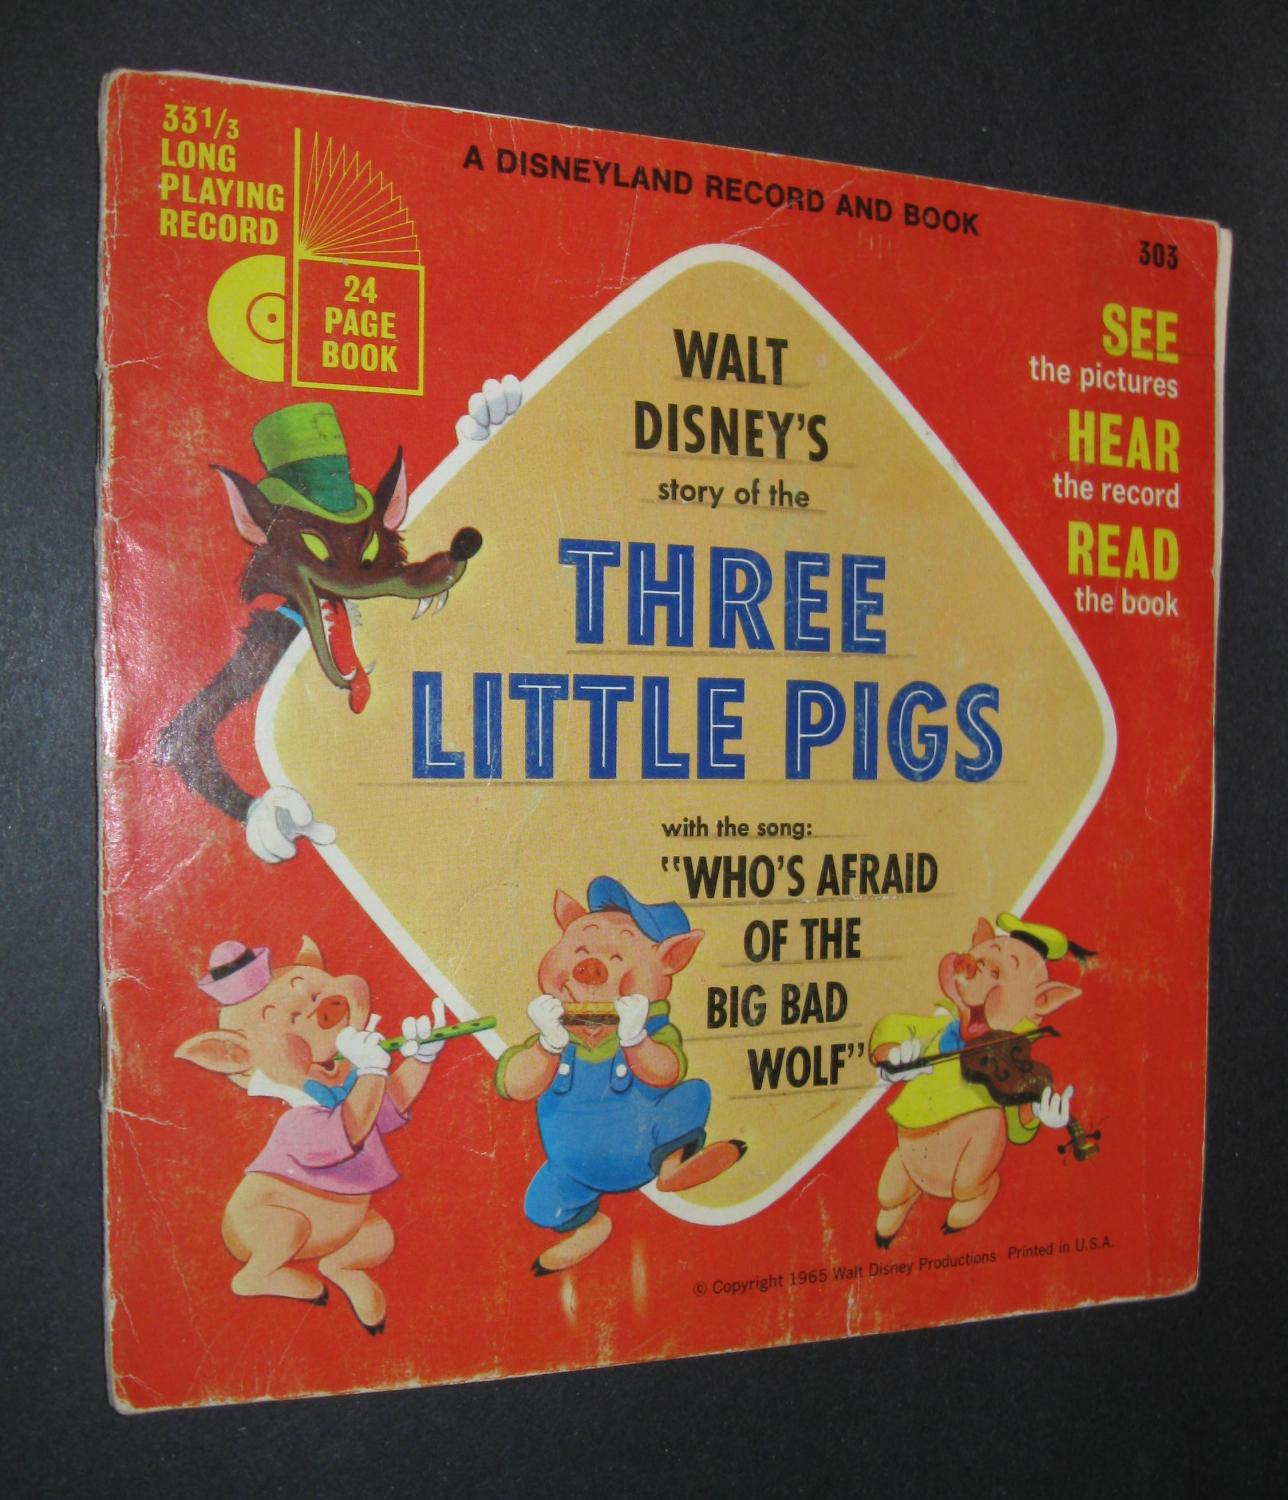 33 1/3
LONG
PLAYING
RECORD
24
PAGE
BOOK
A DISNEYLAND RECORD AND BOOK
303
SEE
the pictures
HEAR
the record
READ
the book
WALT
DISNEY'S
story of the
THREE
LITTLE PIGS
with the song:
"WHO'S AFRAID
OF THE
BIG BAD
WOLF"
© Copyright 1965 Walt Disney Productions Printed in U.S.A.